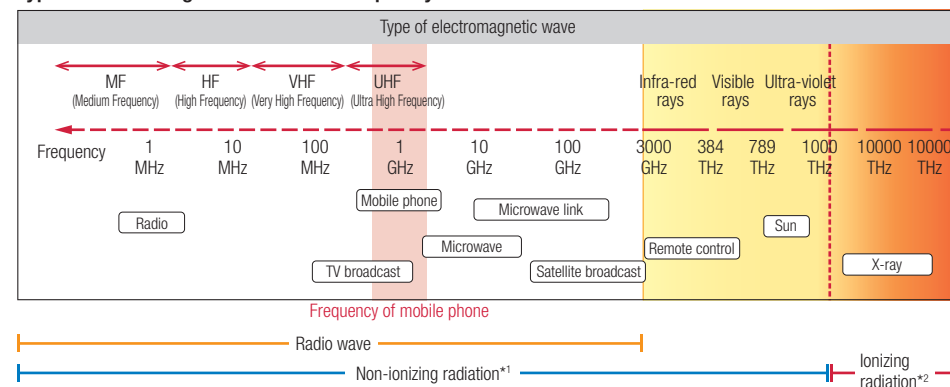 Type of electromagnetic wave
MF HF VHF UHF
(Medium Frequency) (High Frequency) (Very High Frequency) (Ultra High Frequency)
Infra-red Visible Ultra-violet
rays rays rays
Frequency 1 10 100 1 10 100 3000 384 789 1000 10000 10000
MHz MHz MHz GHz GHz GHz GHz THz THz THz THz THz
Mobile phone
Microwave link
Radio
Sun
Microwave
Remote control
TV broadcast
Satellite broadcast
X-ray
Frequency of mobile phone
Radio wave
Non-ionizing radiation*1
Ionizing
radiation*2